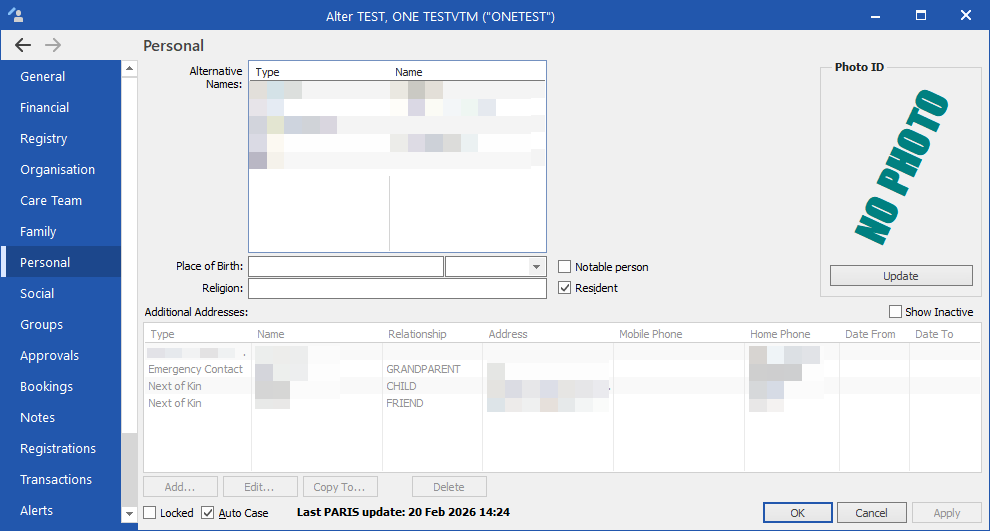 Alter TEST, ONE TESTVTM ("ONETEST")
Personal
General
Financial
Registry
Organisation
Care Team
Family
Personal
Social
Groups
Approvals
Bookings
Notes
Registrations
Transactions
Alerts
Alternative Names:
Type Name
Place of Birth:
Notable person
Religion:
Resident
Photo ID
NO PHOTO
Update
Additional Addresses:
Show Inactive
Type Name Relationship Address Mobile Phone Home Phone Date From Date To
Emergency Contact GRANDPARENT
Next of Kin CHILD
Next of Kin FRIEND
Add... Edit... Copy To... Delete
Locked Auto Case Last PARIS update: 20 Feb 2026 14:24
OK Cancel Apply